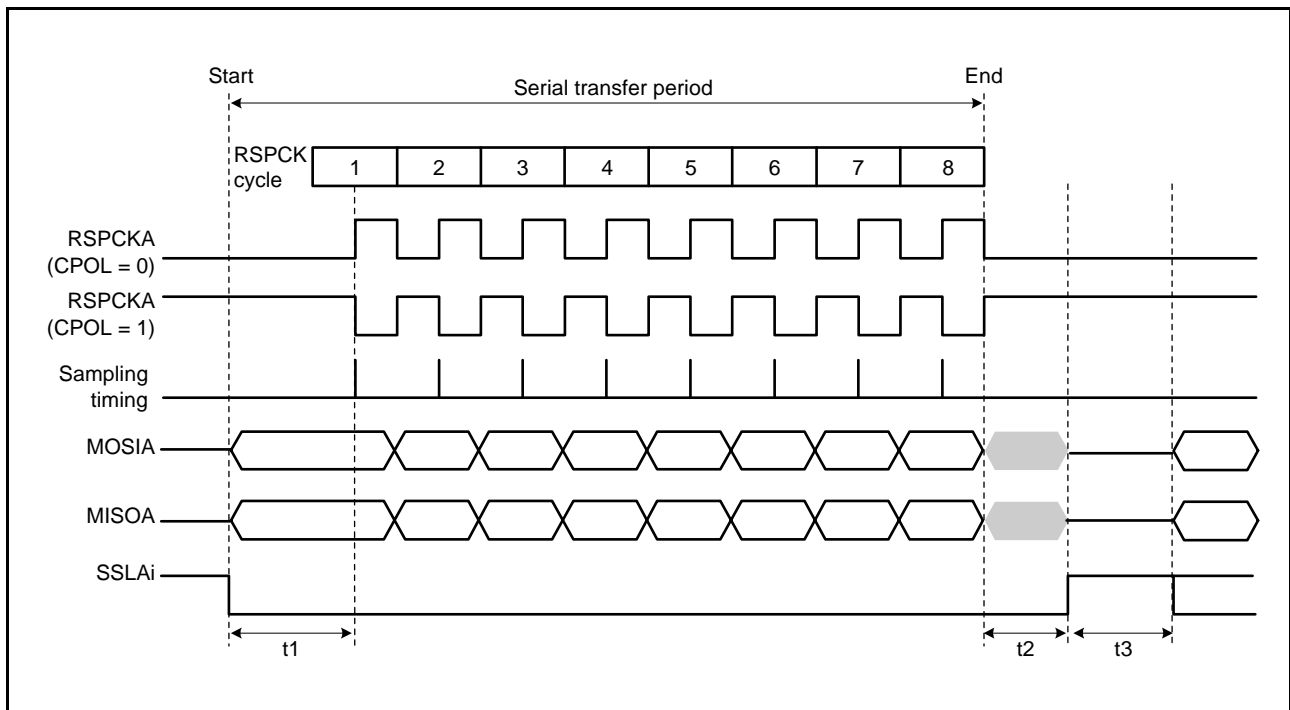 Start
End
Serial transfer period
RSPCK
cycle
1 2 3 4 5 6 7 8
RSPCKA
(CPOL = 0)
RSPCKA
(CPOL = 1)
Sampling
timing
MOSIA
MISOA
SSLAi
t1
t2
t3